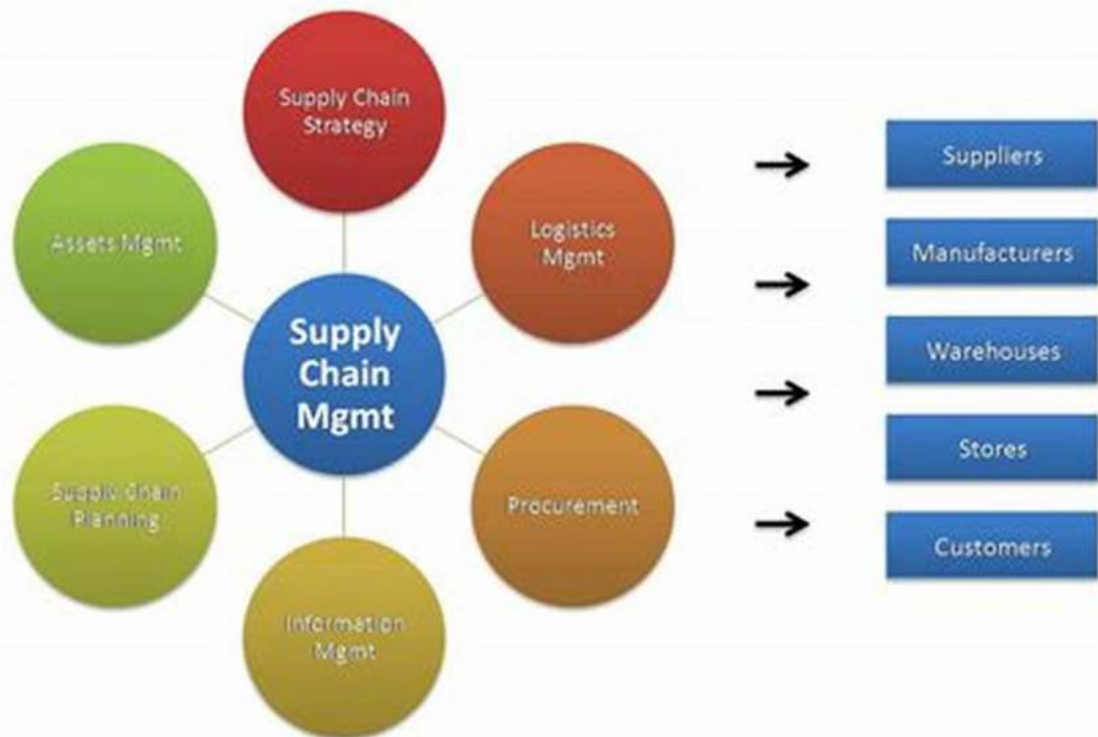 Supply Chain
Strategy
Logistics
Mgmt
Procurement
Information
Mgmt
Supply Chain
Planning
Assets Mgmt
Supply
Chain
Mgmt
Suppliers
Manufacturers
Warehouses
Stores
Customers